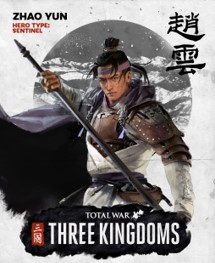 ZHAO YUN
HERO TYPE:
SENTINEL
趙雲
TOTAL WAR
三國
THREE KINGDOMS